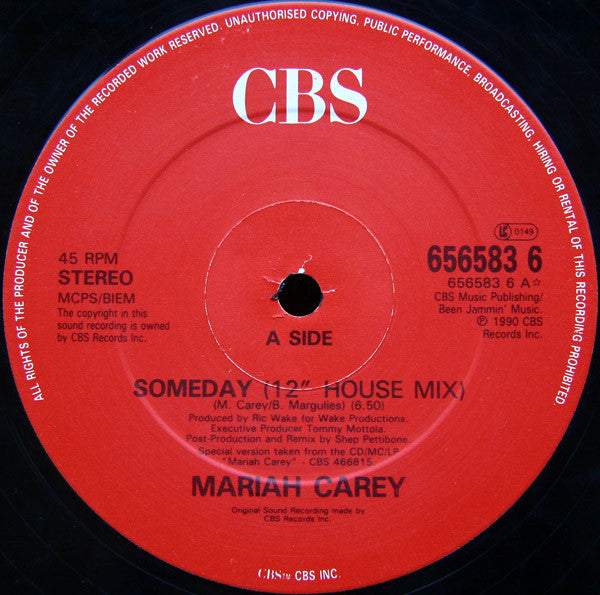 ALL RIGHTS OF THE PRODUCER AND OF THE OWNER OF THE RECORDED WORK RESERVED. UNAUTHORISED COPYING, PUBLIC PERFORMANCE, BROADCASTING, HIRING OR RENTAL OF THIS RECORDING PROHIBITED.
CBS
45 RPM
STEREO
MCPS/BIEM
The copyright in this
sound recording is owned
by CBS Records Inc.
LC 0149
656583 6
656583 6 A☆
CBS Music Publishing/
Been Jammin' Music.
℗ 1990 CBS
Records Inc.
A SIDE
SOMEDAY (12" HOUSE MIX)
(M. Carey/B. Margulies) (6.50)
Produced by Ric Wake for Wake Productions.
Executive Producer Tommy Mottola.
Post-Production and Remix by Shep Pettibone.
Special version taken from the CD/MC/LP
"Mariah Carey" - CBS 466815.
MARIAH CAREY
Original Sound Recording made by
CBS Records Inc.
CBS™ CBS INC.